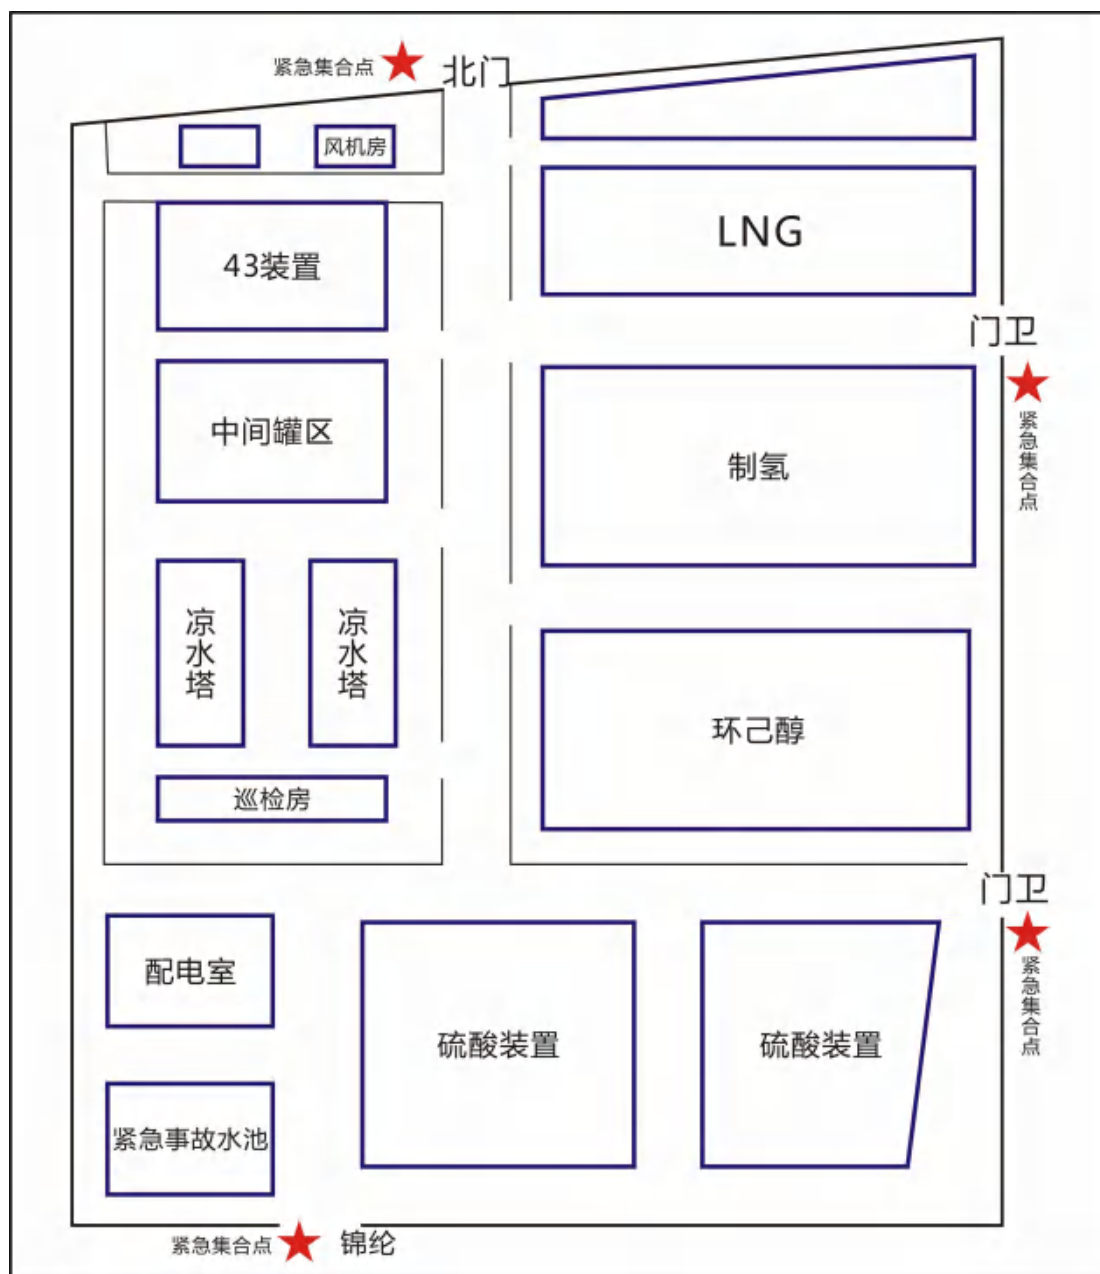 紧急集合点
北门
风机房
LNG
43装置
门卫
紧急集合点
中间罐区
制氢
凉水塔
凉水塔
环己醇
巡检房
门卫
紧急集合点
配电室
硫酸装置
硫酸装置
紧急事故水池
紧急集合点
锦纶